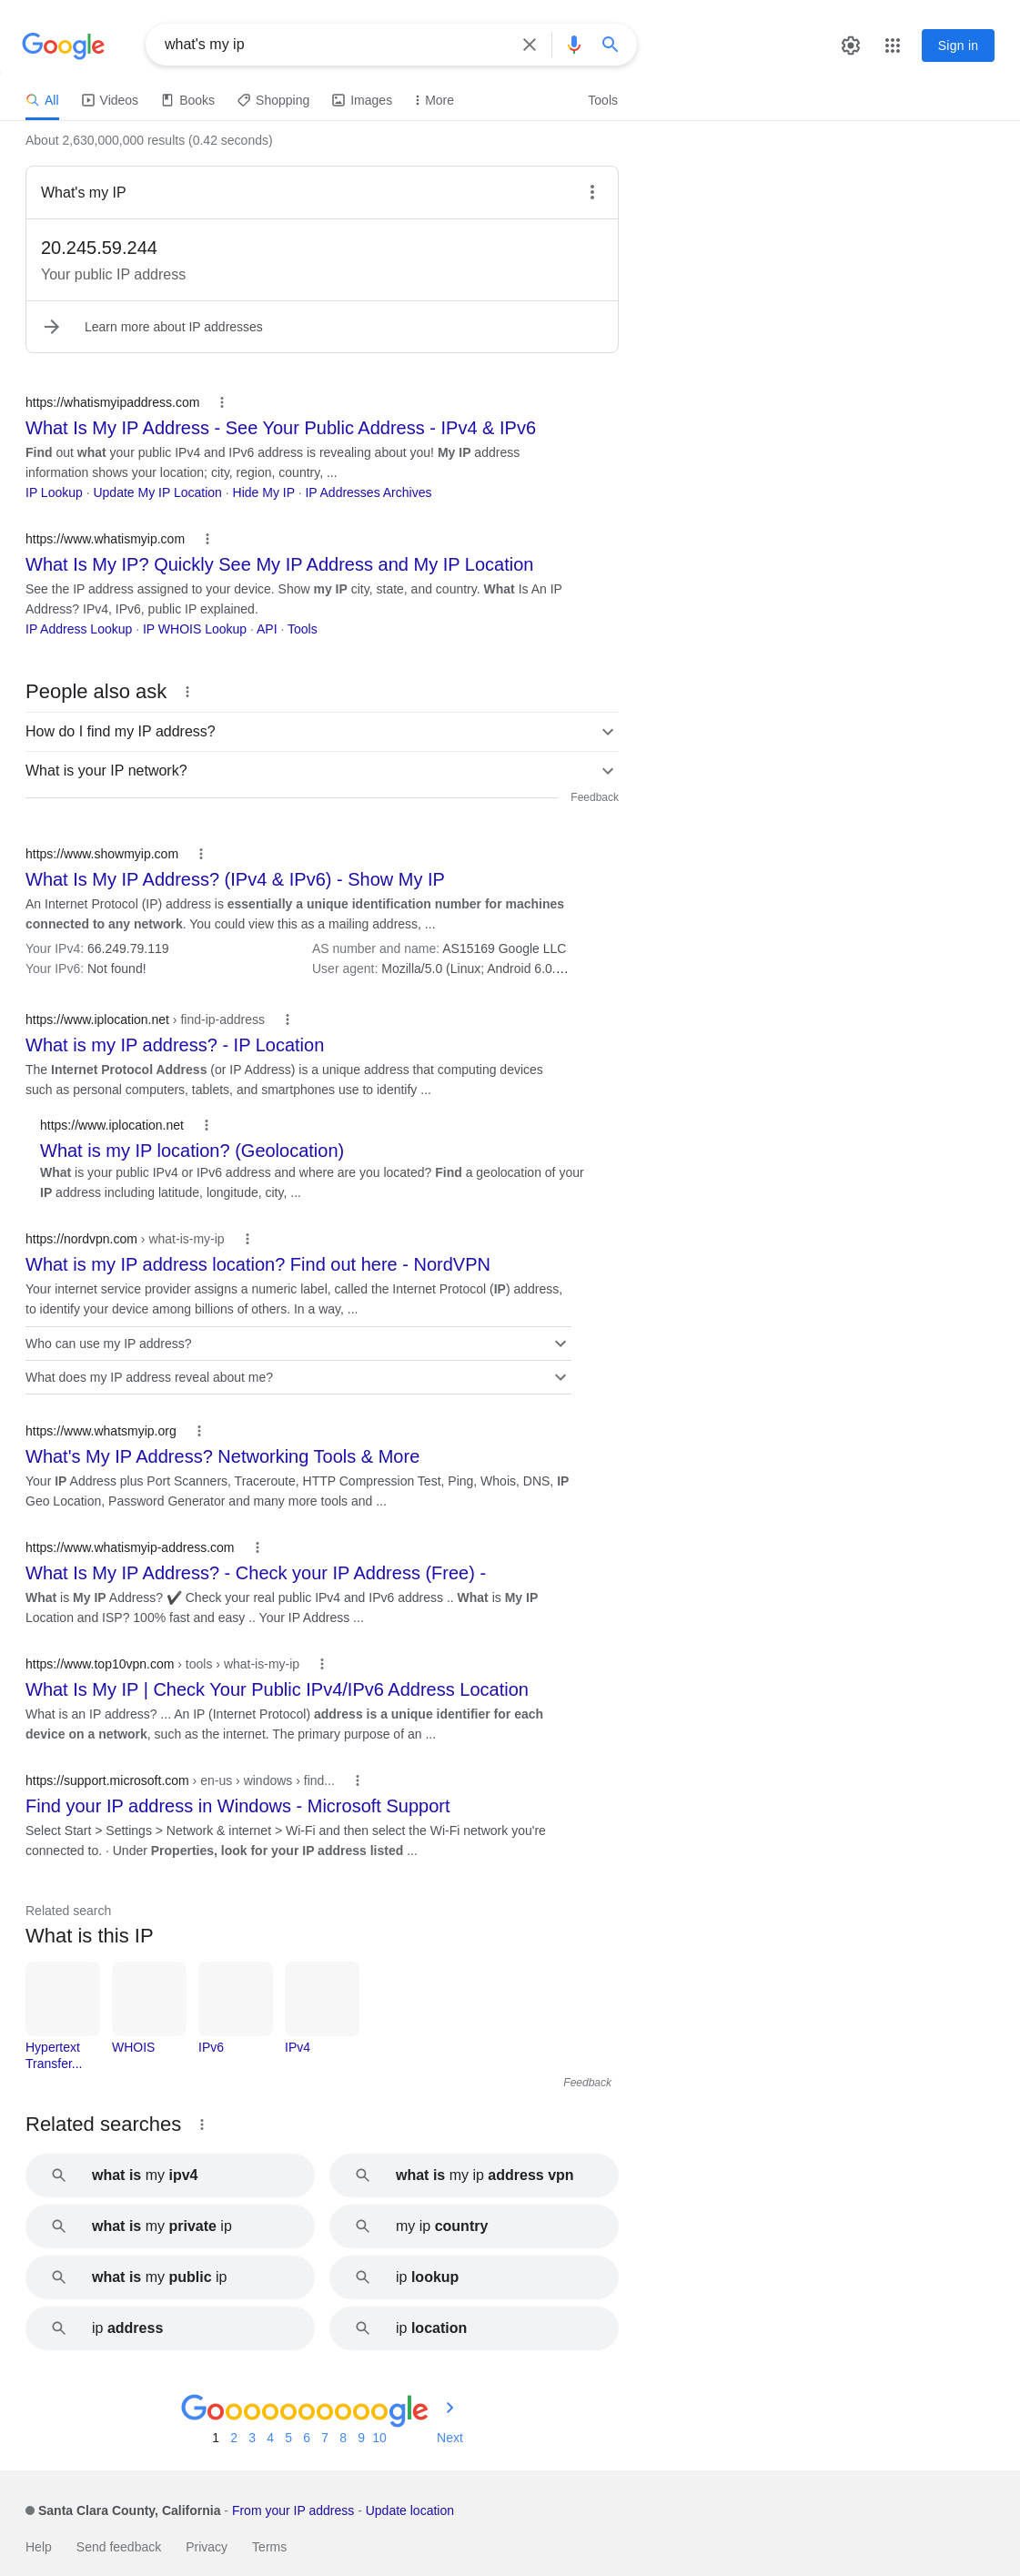 Google
what's my ip
Sign in
All
Videos
Books
Shopping
Images
More
Tools
About 2,630,000,000 results (0.42 seconds)
What's my IP
20.245.59.244
Your public IP address
Learn more about IP addresses
https://whatismyipaddress.com
What Is My IP Address - See Your Public Address - IPv4 & IPv6
Find out what your public IPv4 and IPv6 address is revealing about you! My IP address
information shows your location; city, region, country, ...
IP Lookup · Update My IP Location · Hide My IP · IP Addresses Archives
https://www.whatismyip.com
What Is My IP? Quickly See My IP Address and My IP Location
See the IP address assigned to your device. Show my IP city, state, and country. What Is An IP
Address? IPv4, IPv6, public IP explained.
IP Address Lookup · IP WHOIS Lookup · API · Tools
People also ask
How do I find my IP address?
What is your IP network?
Feedback
https://www.showmyip.com
What Is My IP Address? (IPv4 & IPv6) - Show My IP
An Internet Protocol (IP) address is essentially a unique identification number for machines
connected to any network. You could view this as a mailing address, ...
Your IPv4: 66.249.79.119
AS number and name: AS15169 Google LLC
Your IPv6: Not found!
User agent: Mozilla/5.0 (Linux; Android 6.0....
https://www.iplocation.net › find-ip-address
What is my IP address? - IP Location
The Internet Protocol Address (or IP Address) is a unique address that computing devices
such as personal computers, tablets, and smartphones use to identify ...
https://www.iplocation.net
What is my IP location? (Geolocation)
What is your public IPv4 or IPv6 address and where are you located? Find a geolocation of your
IP address including latitude, longitude, city, ...
https://nordvpn.com › what-is-my-ip
What is my IP address location? Find out here - NordVPN
Your internet service provider assigns a numeric label, called the Internet Protocol (IP) address,
to identify your device among billions of others. In a way, ...
Who can use my IP address?
What does my IP address reveal about me?
https://www.whatsmyip.org
What's My IP Address? Networking Tools & More
Your IP Address plus Port Scanners, Traceroute, HTTP Compression Test, Ping, Whois, DNS, IP
Geo Location, Password Generator and many more tools and ...
https://www.whatismyip-address.com
What Is My IP Address? - Check your IP Address (Free) -
What is My IP Address? ✔ Check your real public IPv4 and IPv6 address .. What is My IP
Location and ISP? 100% fast and easy .. Your IP Address ...
https://www.top10vpn.com › tools › what-is-my-ip
What Is My IP | Check Your Public IPv4/IPv6 Address Location
What is an IP address? ... An IP (Internet Protocol) address is a unique identifier for each
device on a network, such as the internet. The primary purpose of an ...
https://support.microsoft.com › en-us › windows › find...
Find your IP address in Windows - Microsoft Support
Select Start > Settings > Network & internet > Wi-Fi and then select the Wi-Fi network you're
connected to. · Under Properties, look for your IP address listed ...
Related search
What is this IP
Hypertext
Transfer...
WHOIS
IPv6
IPv4
Feedback
Related searches
what is my ipv4
what is my ip address vpn
what is my private ip
my ip country
what is my public ip
ip lookup
ip address
ip location
Goooooooooogle
1 2 3 4 5 6 7 8 9 10 Next
Santa Clara County, California - From your IP address - Update location
Help Send feedback Privacy Terms